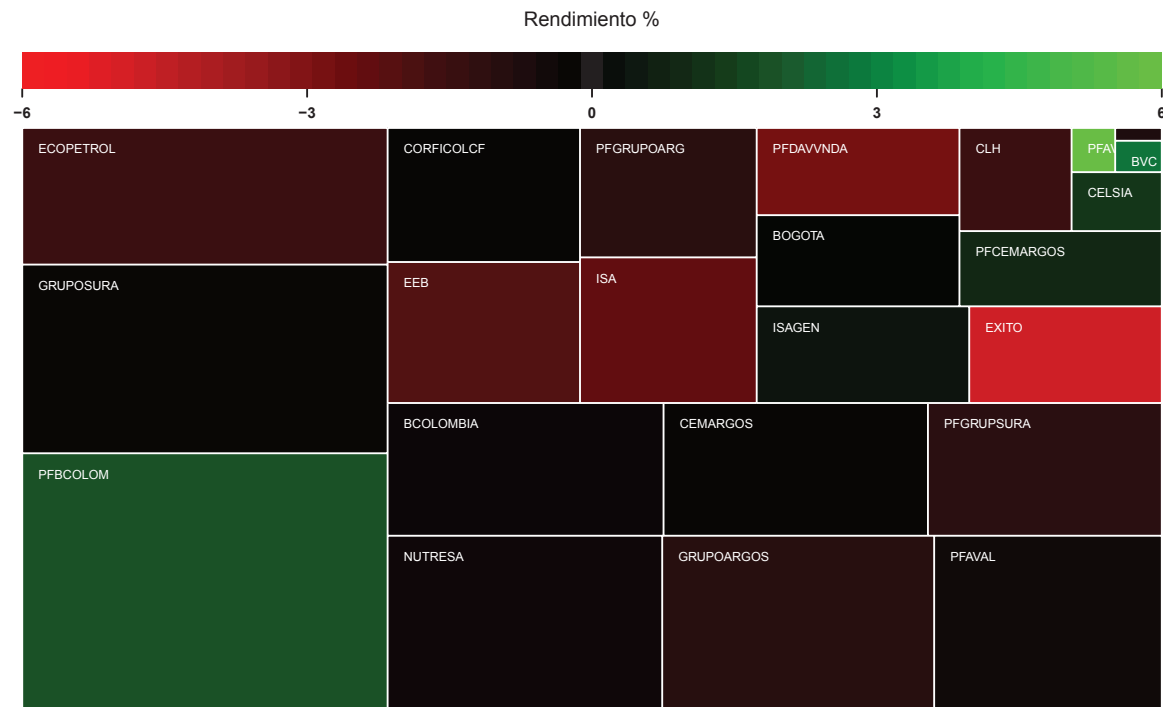 Rendimiento %
−6 −3 0 3 6
ECOPETROL
GRUPOSURA
PFBCOLOM
CORFICOLCF
EEB
PFGRUPOARG
ISA
PFDAVVNDA
BOGOTA
ISAGEN
CLH
PFAV
BVC
CELSIA
PFCEMARGOS
EXITO
BCOLOMBIA
CEMARGOS
PFGRUPSURA
NUTRESA
GRUPOARGOS
PFAVAL